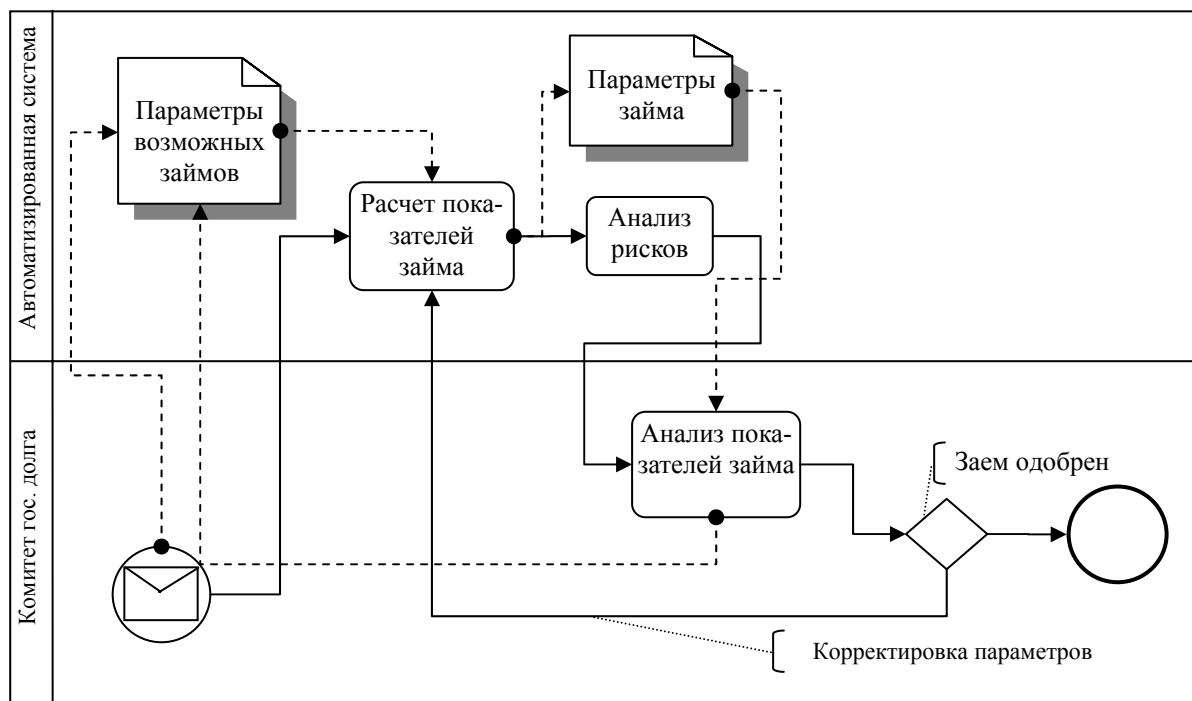 Автоматизированная система
Параметры
возможных
займов
Параметры
займа
Расчет пока-
зателей
займа
Анализ
рисков
Комитет гос. долга
Анализ пока-
зателей займа
Заем одобрен
Корректировка параметров